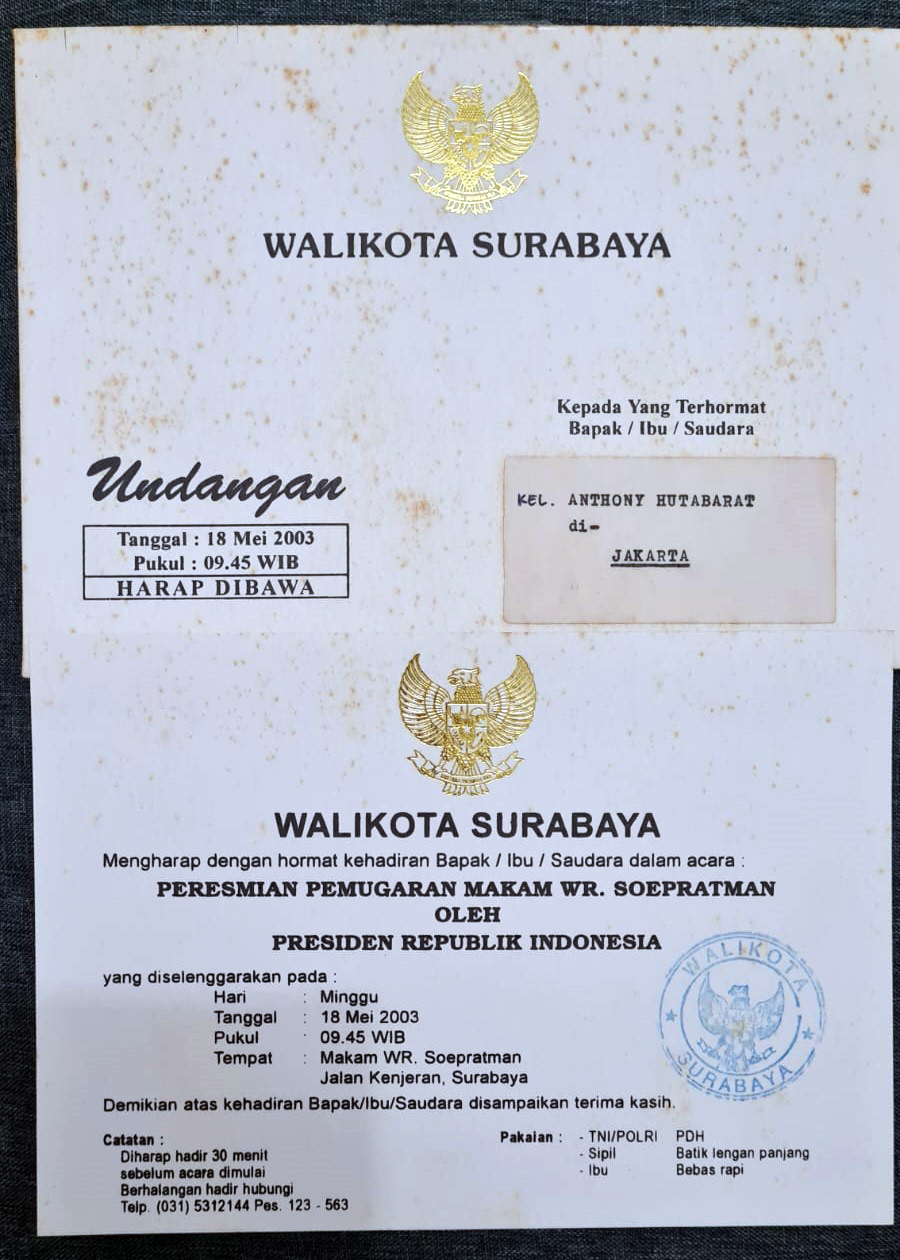 WALIKOTA SURABAYA
Kepada Yang Terhormat
Bapak / Ibu / Saudara
Undangan
Tanggal : 18 Mei 2003
Pukul : 09.45 WIB
HARAP DIBAWA
KEL. ANTHONY HUTABARAT
di-
JAKARTA
WALIKOTA SURABAYA
Mengharap dengan hormat kehadiran Bapak / Ibu / Saudara dalam acara :
PERESMIAN PEMUGARAN MAKAM WR. SOEPRATMAN
OLEH
PRESIDEN REPUBLIK INDONESIA
yang diselenggarakan pada :
Hari : Minggu
Tanggal : 18 Mei 2003
Pukul : 09.45 WIB
Tempat : Makam WR. Soepratman
Jalan Kenjeran, Surabaya
WALIKOTA
SURABAYA
Demikian atas kehadiran Bapak/Ibu/Saudara disampaikan terima kasih.
Catatan :
Diharap hadir 30 menit
sebelum acara dimulai
Berhalangan hadir hubungi
Telp. (031) 5312144 Pes. 123 - 563
Pakaian : - TNI/POLRI PDH
- Sipil Batik lengan panjang
- Ibu Bebas rapi